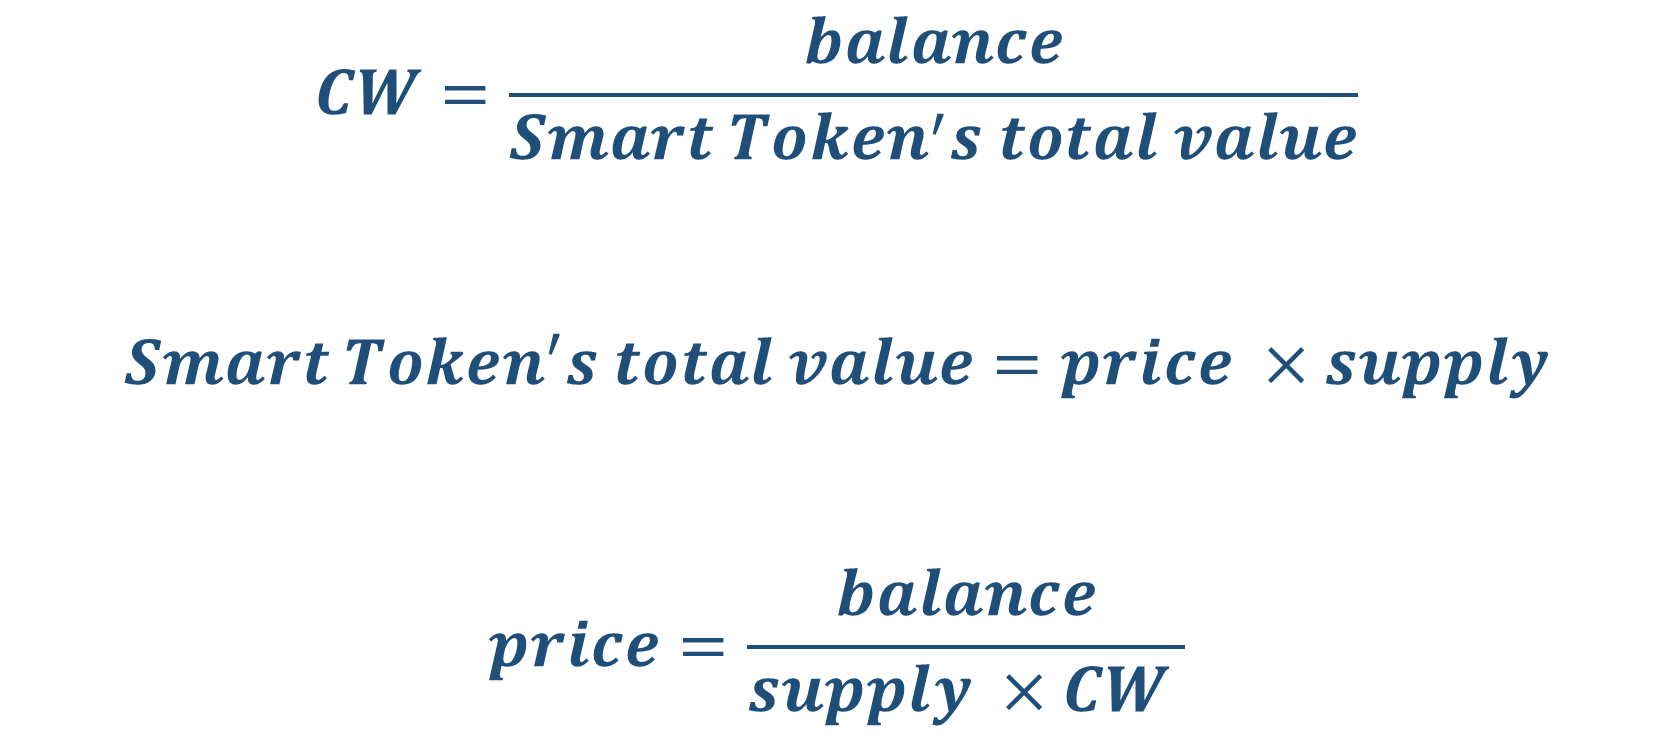 CW = balance / Smart Token's total value
Smart Token's total value = price × supply
price = balance / supply × CW